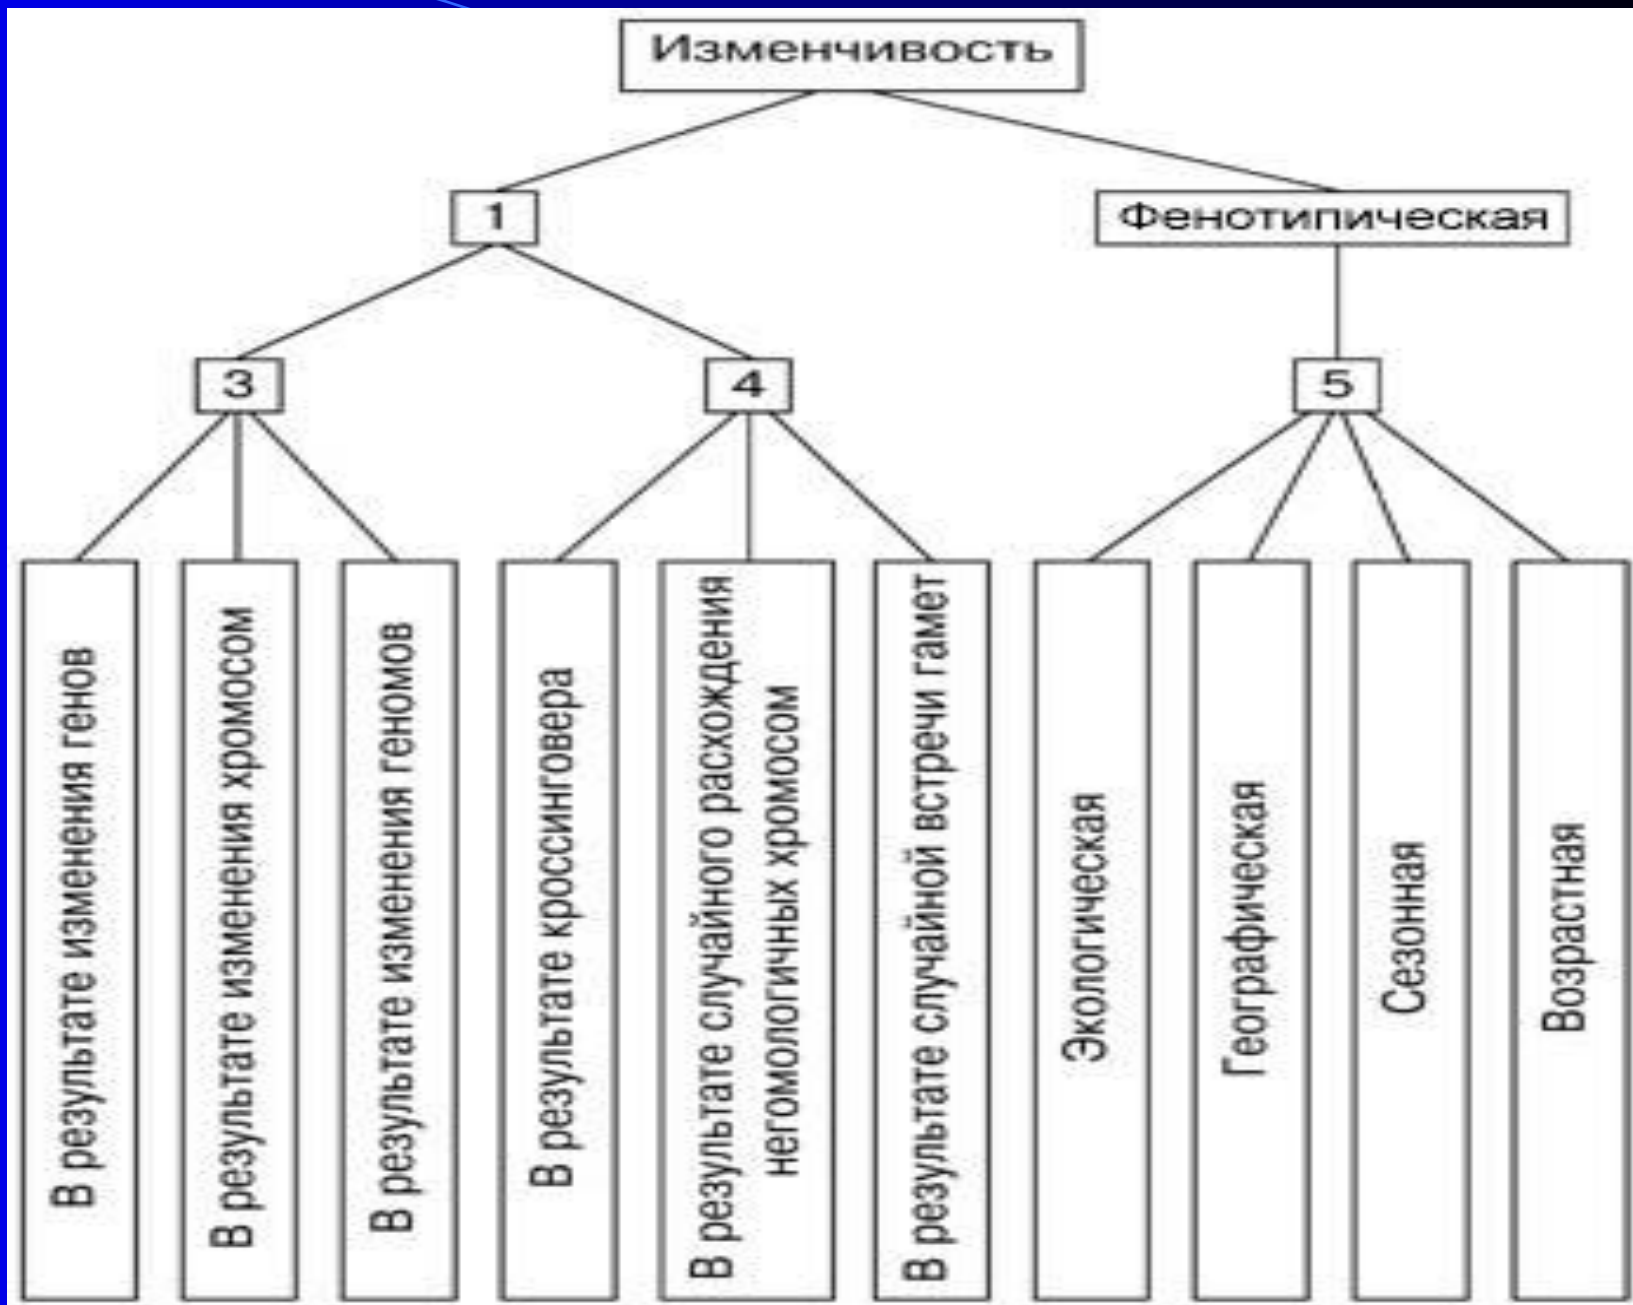 Изменчивость
1
Фенотипическая
3
4
5
В результате изменения генов
В результате изменения хромосом
В результате изменения геномов
В результате кроссинговера
В результате случайного расхождения
негомологичных хромосом
В результате случайной встречи гамет
Экологическая
Географическая
Сезонная
Возрастная